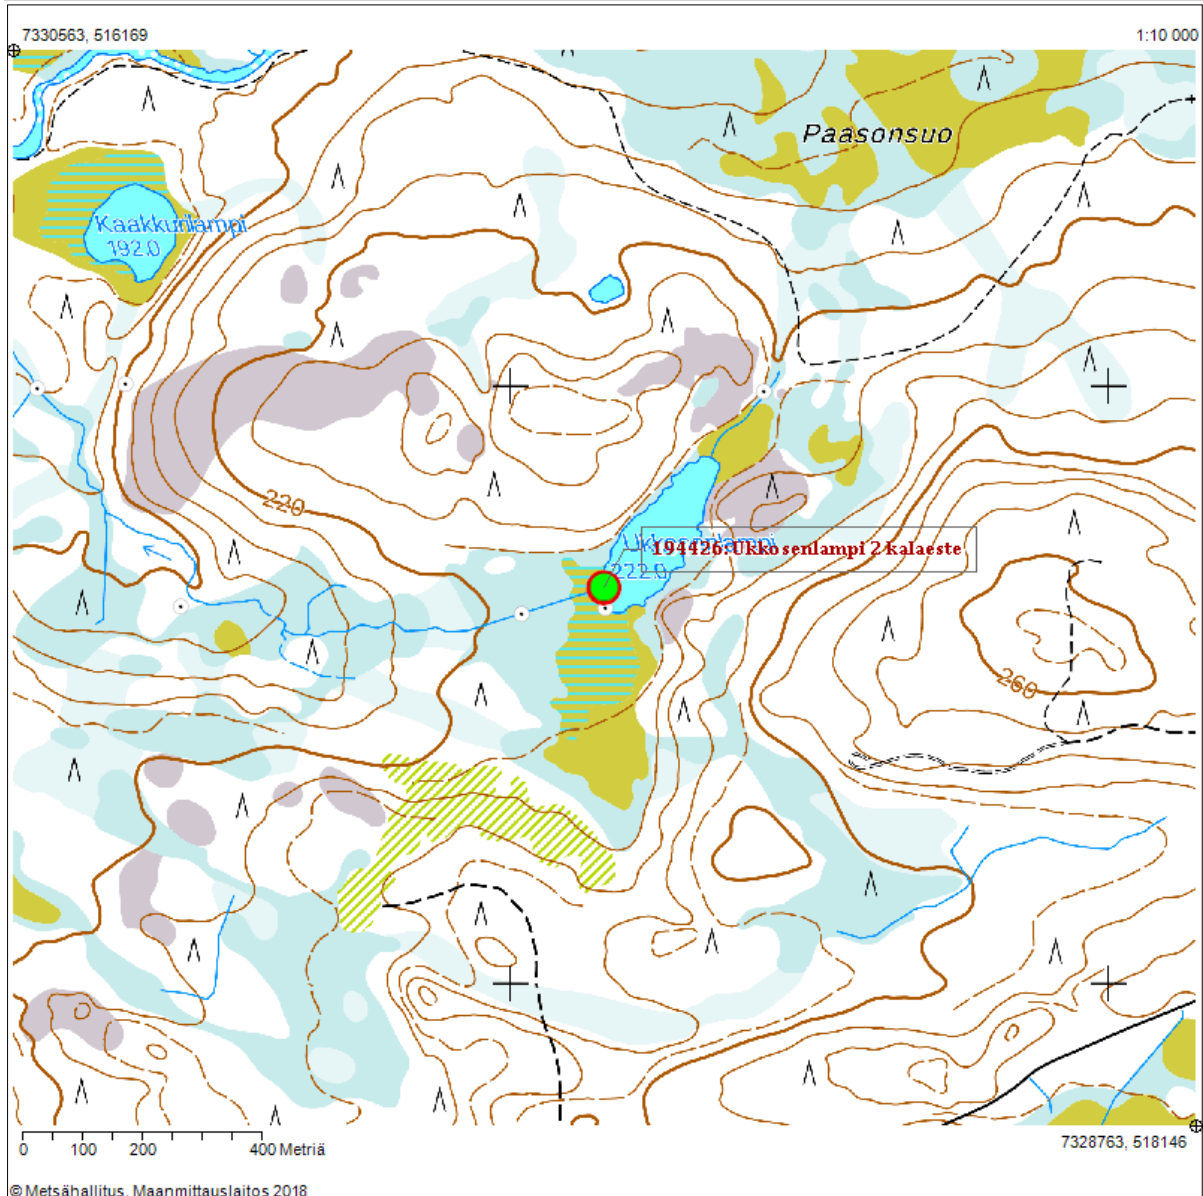 7330563, 516169
1:10 000
Paasonsuo
Kaakkurilampi
192.0
220
Ukkosenlampi
222.0
194426:Ukkosenlampi 2 kalaeste
260
0 100 200 400 Metriä
7328763, 518146
© Metsähallitus, Maanmittauslaitos 2018